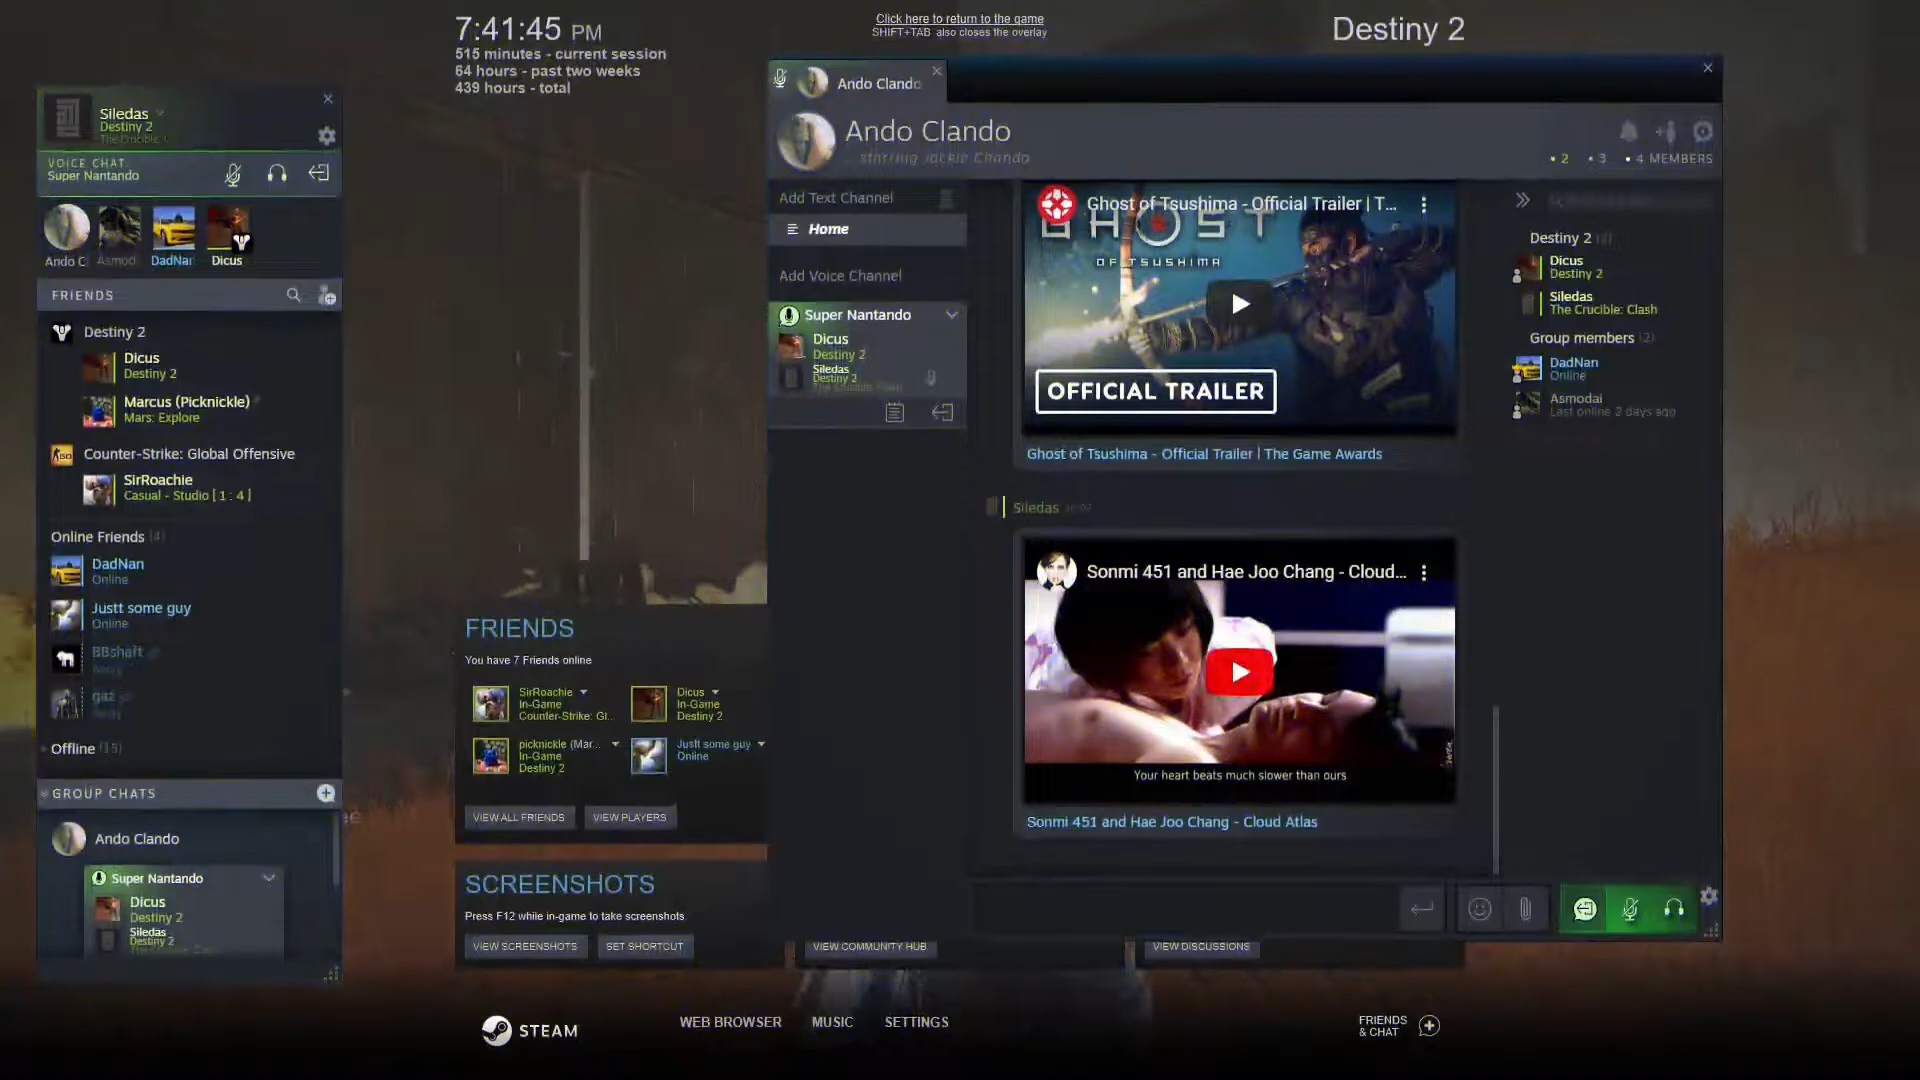 7:41:45 PM
515 minutes - current session
64 hours - past two weeks
439 hours - total
Click here to return to the game
SHIFT+TAB also closes the overlay
Destiny 2
Siledas
Destiny 2
VOICE CHAT
Super Nantando
Ando C
Asmod
DadNan
Dicus
FRIENDS
Destiny 2
Dicus
Destiny 2
Marcus (Picknickle)
Mars: Explore
Counter-Strike: Global Offensive
SirRoachie
Casual - Studio [ 1 : 4 ]
Online Friends (4)
DadNan
Online
Justt some guy
Online
BBshaft
gaz
Offline (15)
GROUP CHATS
Ando Clando
Super Nantando
Dicus
Destiny 2
Siledas
Destiny 2
FRIENDS
You have 7 Friends online
SirRoachie
In-Game
Counter-Strike: Gl...
Dicus
In-Game
Destiny 2
picknickle (Mar...
In-Game
Destiny 2
Justt some guy
Online
VIEW ALL FRIENDS
VIEW PLAYERS
SCREENSHOTS
Press F12 while in-game to take screenshots
VIEW SCREENSHOTS
SET SHORTCUT
VIEW COMMUNITY HUB
VIEW DISCUSSIONS
Ando Clando
Ando Clando
... starring Jackie Chando
2
3
4 MEMBERS
Add Text Channel
Home
Add Voice Channel
Super Nantando
Dicus
Destiny 2
Siledas
Destiny 2
Ghost of Tsushima - Official Trailer | T...
GHOST
OF TSUSHIMA
OFFICIAL TRAILER
Ghost of Tsushima - Official Trailer | The Game Awards
Siledas
Sonmi 451 and Hae Joo Chang - Cloud...
Your heart beats much slower than ours
Sonmi 451 and Hae Joo Chang - Cloud Atlas
Destiny 2
Dicus
Destiny 2
Siledas
The Crucible: Clash
Group members (2)
DadNan
Online
Asmodai
Last online 2 days ago
STEAM
WEB BROWSER
MUSIC
SETTINGS
FRIENDS
& CHAT